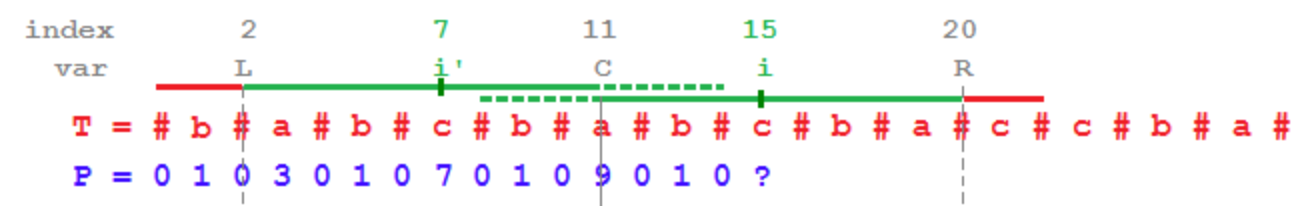 index 2 7 11 15 20
var L i' C i R
T = # b # a # b # c # b # a # b # c # b # a # c # c # b # a #
P = 0 1 0 3 0 1 0 7 0 1 0 9 0 1 0 ?